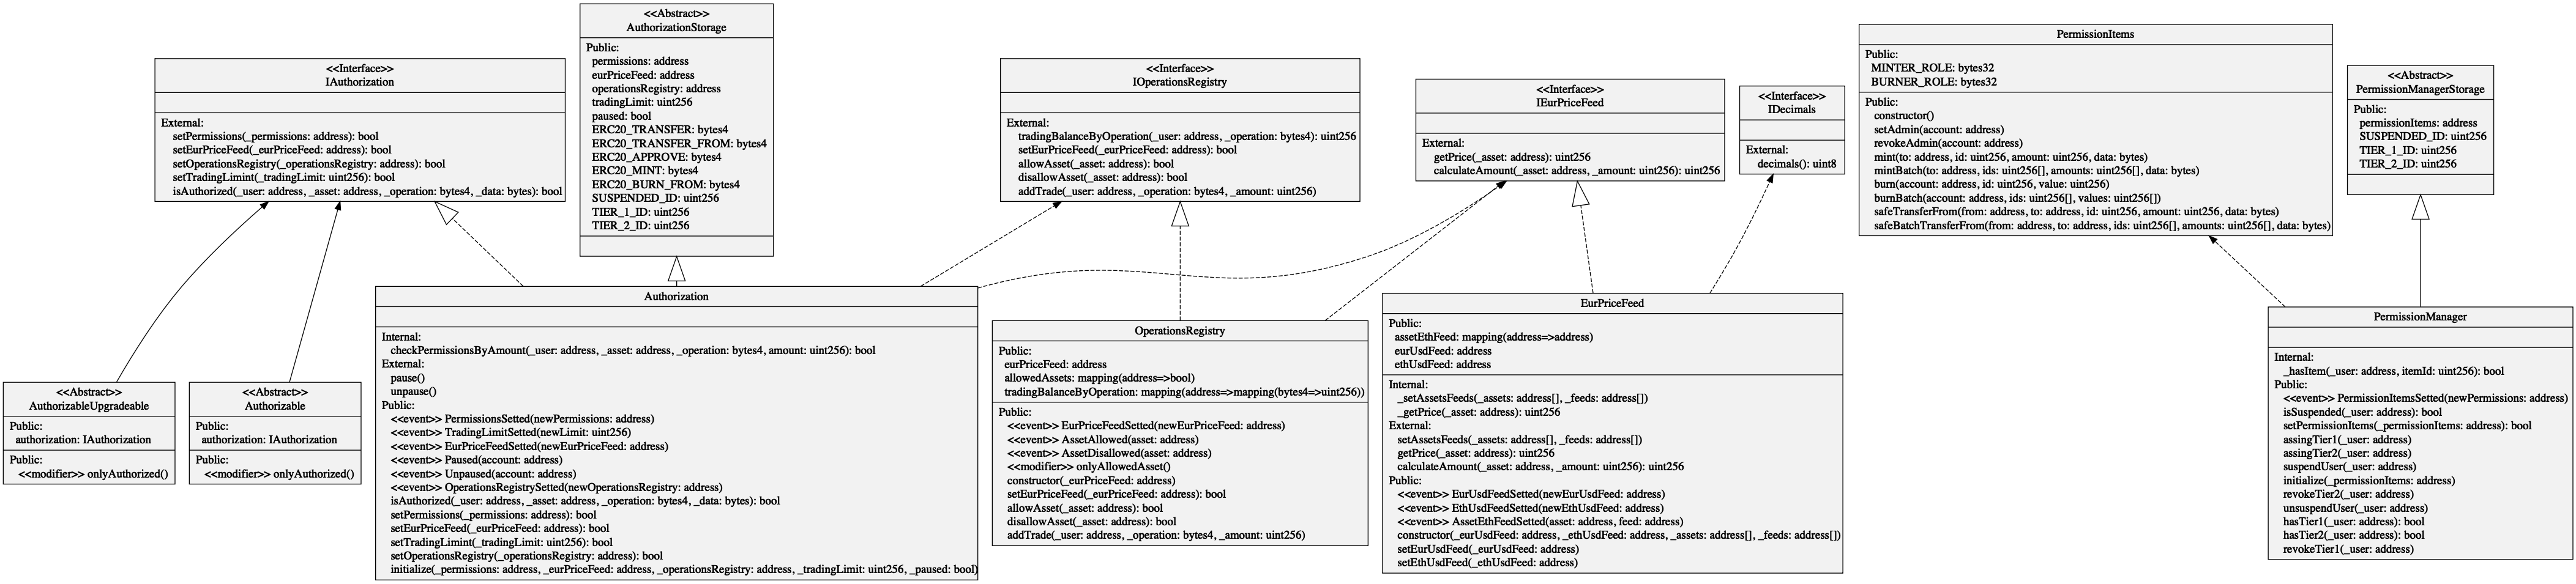 <<Abstract>>
AuthorizationStorage
Public:
permissions: address
eurPriceFeed: address
operationsRegistry: address
tradingLimit: uint256
paused: bool
ERC20_TRANSFER: bytes4
ERC20_TRANSFER_FROM: bytes4
ERC20_APPROVE: bytes4
ERC20_MINT: bytes4
ERC20_BURN_FROM: bytes4
SUSPENDED_ID: uint256
TIER_1_ID: uint256
TIER_2_ID: uint256
<<Interface>>
IAuthorization
External:
setPermissions(_permissions: address): bool
setEurPriceFeed(_eurPriceFeed: address): bool
setOperationsRegistry(_operationsRegistry: address): bool
setTradingLimint(_tradingLimit: uint256): bool
isAuthorized(_user: address, _asset: address, _operation: bytes4, _data: bytes): bool
<<Interface>>
IOperationsRegistry
External:
tradingBalanceByOperation(_user: address, _operation: bytes4): uint256
setEurPriceFeed(_eurPriceFeed: address): bool
allowAsset(_asset: address): bool
disallowAsset(_asset: address): bool
addTrade(_user: address, _operation: bytes4, _amount: uint256)
<<Interface>>
IEurPriceFeed
External:
getPrice(_asset: address): uint256
calculateAmount(_asset: address, _amount: uint256): uint256
<<Interface>>
IDecimals
External:
decimals(): uint8
PermissionItems
Public:
MINTER_ROLE: bytes32
BURNER_ROLE: bytes32
Public:
constructor()
setAdmin(account: address)
revokeAdmin(account: address)
mint(to: address, id: uint256, amount: uint256, data: bytes)
mintBatch(to: address, ids: uint256[], amounts: uint256[], data: bytes)
burn(account: address, id: uint256, value: uint256)
burnBatch(account: address, ids: uint256[], values: uint256[])
safeTransferFrom(from: address, to: address, id: uint256, amount: uint256, data: bytes)
safeBatchTransferFrom(from: address, to: address, ids: uint256[], amounts: uint256[], data: bytes)
<<Abstract>>
PermissionManagerStorage
Public:
permissionItems: address
SUSPENDED_ID: uint256
TIER_1_ID: uint256
TIER_2_ID: uint256
<<Abstract>>
AuthorizableUpgradeable
Public:
authorization: IAuthorization
Public:
<<modifier>> onlyAuthorized()
<<Abstract>>
Authorizable
Public:
authorization: IAuthorization
Public:
<<modifier>> onlyAuthorized()
Authorization
Internal:
checkPermissionsByAmount(_user: address, _asset: address, _operation: bytes4, amount: uint256): bool
External:
pause()
unpause()
Public:
<<event>> PermissionsSetted(newPermissions: address)
<<event>> TradingLimitSetted(newLimit: uint256)
<<event>> EurPriceFeedSetted(newEurPriceFeed: address)
<<event>> Paused(account: address)
<<event>> Unpaused(account: address)
<<event>> OperationsRegistrySetted(newOperationsRegistry: address)
isAuthorized(_user: address, _asset: address, _operation: bytes4, _data: bytes): bool
setPermissions(_permissions: address): bool
setEurPriceFeed(_eurPriceFeed: address): bool
setTradingLimint(_tradingLimit: uint256): bool
setOperationsRegistry(_operationsRegistry: address): bool
initialize(_permissions: address, _eurPriceFeed: address, _operationsRegistry: address, _tradingLimit: uint256, _paused: bool)
OperationsRegistry
Public:
eurPriceFeed: address
allowedAssets: mapping(address=>bool)
tradingBalanceByOperation: mapping(address=>mapping(bytes4=>uint256))
Public:
<<event>> EurPriceFeedSetted(newEurPriceFeed: address)
<<event>> AssetAllowed(asset: address)
<<event>> AssetDisallowed(asset: address)
<<modifier>> onlyAllowedAsset()
constructor(_eurPriceFeed: address)
setEurPriceFeed(_eurPriceFeed: address): bool
allowAsset(_asset: address): bool
disallowAsset(_asset: address): bool
addTrade(_user: address, _operation: bytes4, _amount: uint256)
EurPriceFeed
Public:
assetEthFeed: mapping(address=>address)
eurUsdFeed: address
ethUsdFeed: address
Internal:
_setAssetsFeeds(_assets: address[], _feeds: address[])
_getPrice(_asset: address): uint256
External:
setAssetsFeeds(_assets: address[], _feeds: address[])
getPrice(_asset: address): uint256
calculateAmount(_asset: address, _amount: uint256): uint256
Public:
<<event>> EurUsdFeedSetted(newEurUsdFeed: address)
<<event>> EthUsdFeedSetted(newEthUsdFeed: address)
<<event>> AssetEthFeedSetted(asset: address, feed: address)
constructor(_eurUsdFeed: address, _ethUsdFeed: address, _assets: address[], _feeds: address[])
setEurUsdFeed(_eurUsdFeed: address)
setEthUsdFeed(_ethUsdFeed: address)
PermissionManager
Internal:
_hasItem(_user: address, itemId: uint256): bool
Public:
<<event>> PermissionItemsSetted(newPermissions: address)
isSuspended(_user: address): bool
setPermissionItems(_permissionItems: address): bool
assingTier1(_user: address)
assingTier2(_user: address)
suspendUser(_user: address)
initialize(_permissionItems: address)
revokeTier2(_user: address)
unsuspendUser(_user: address)
hasTier1(_user: address): bool
hasTier2(_user: address): bool
revokeTier1(_user: address)